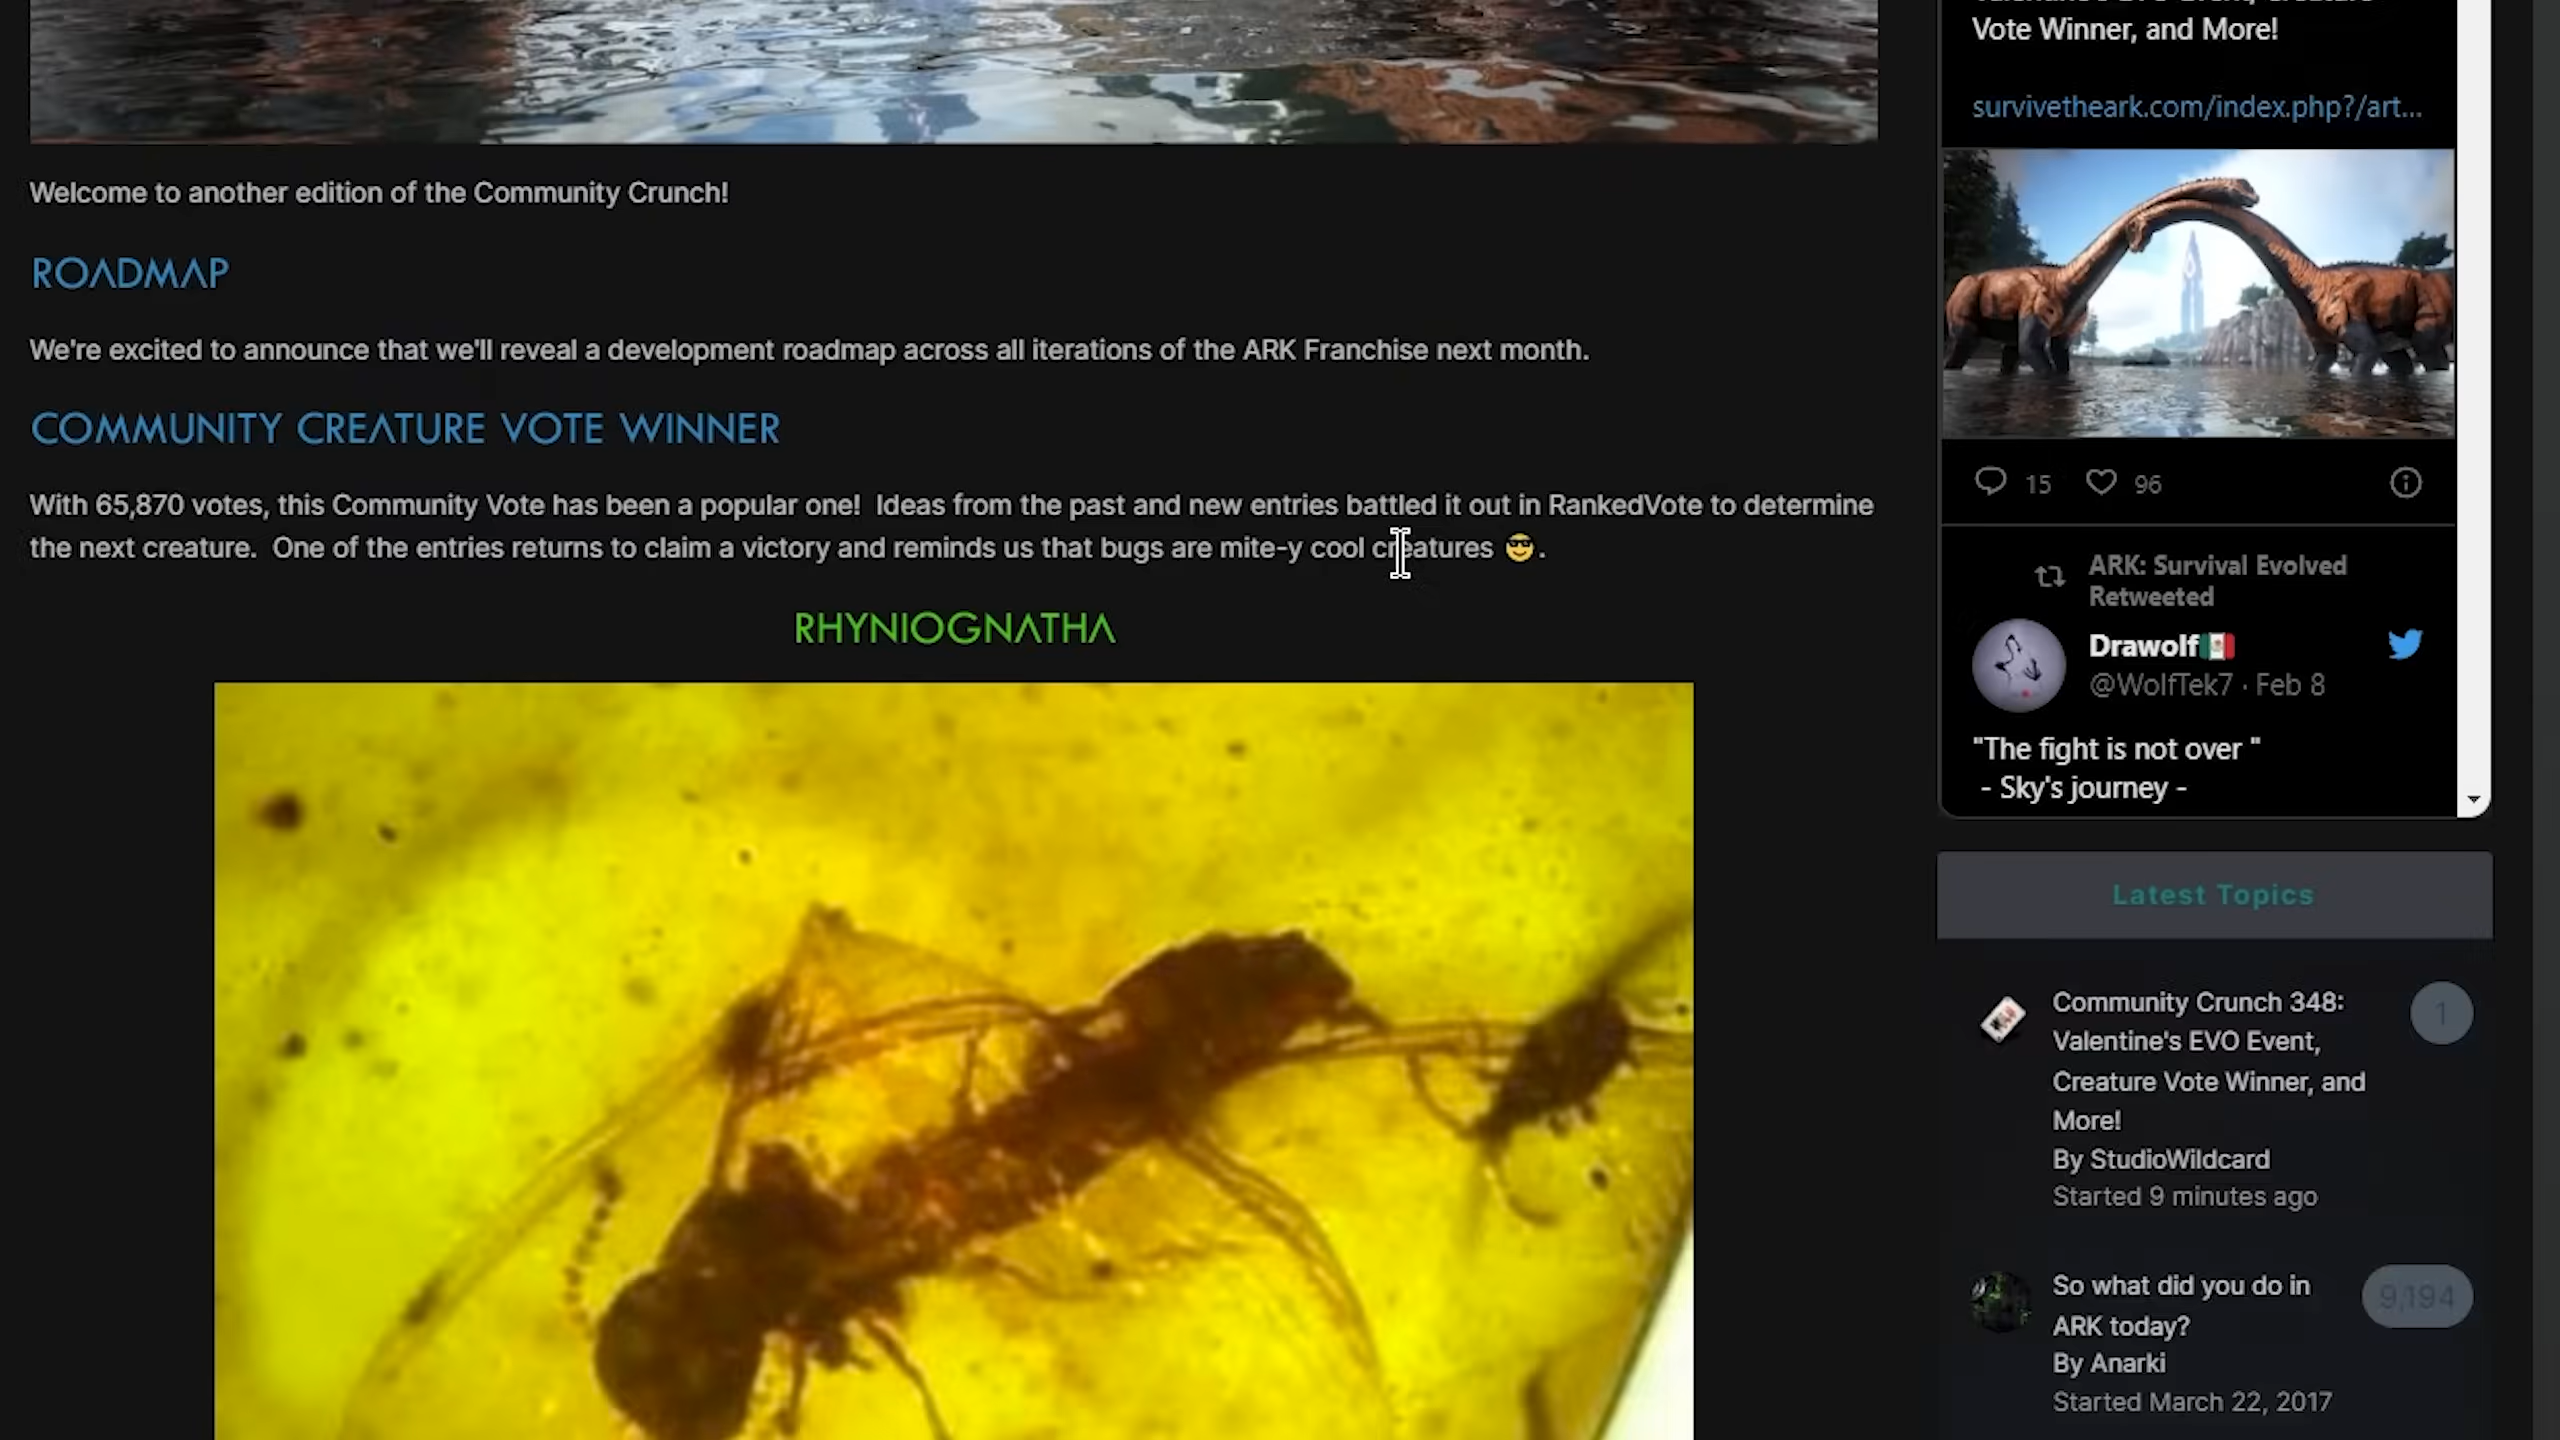 Welcome to another edition of the Community Crunch!
ROADMAP
We're excited to announce that we'll reveal a development roadmap across all iterations of the ARK Franchise next month.
COMMUNITY CREATURE VOTE WINNER
With 65,870 votes, this Community Vote has been a popular one!  Ideas from the past and new entries battled it out in RankedVote to determine
the next creature.  One of the entries returns to claim a victory and reminds us that bugs are mite-y cool creatures 😎.
RHYNIOGNATHA
Vote Winner, and More!
survivetheark.com/index.php?/art...
15 96
ARK: Survival Evolved
Retweeted
Drawolf🇲🇽
@WolfTek7 · Feb 8
"The fight is not over "
- Sky's journey -
Latest Topics
Community Crunch 348:
1
Valentine's EVO Event,
Creature Vote Winner, and
More!
By StudioWildcard
Started 9 minutes ago
So what did you do in
9,194
ARK today?
By Anarki
Started March 22, 2017